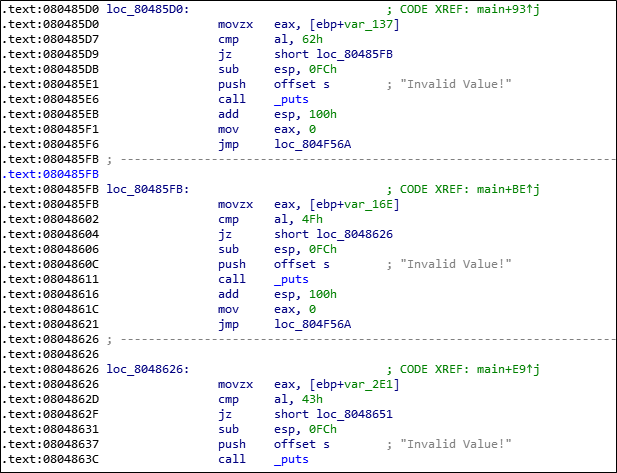 .text:080485D0 loc_80485D0: ; CODE XREF: main+93↑j
.text:080485D0 movzx eax, [ebp+var_137]
.text:080485D7 cmp al, 62h
.text:080485D9 jz short loc_80485FB
.text:080485DB sub esp, 0FCh
.text:080485E1 push offset s ; "Invalid Value!"
.text:080485E6 call _puts
.text:080485EB add esp, 100h
.text:080485F1 mov eax, 0
.text:080485F6 jmp loc_804F56A
.text:080485FB ; ---------------------------------------------------------------------------
.text:080485FB
.text:080485FB loc_80485FB: ; CODE XREF: main+BE↑j
.text:080485FB movzx eax, [ebp+var_16E]
.text:08048602 cmp al, 4Fh
.text:08048604 jz short loc_8048626
.text:08048606 sub esp, 0FCh
.text:0804860C push offset s ; "Invalid Value!"
.text:08048611 call _puts
.text:08048616 add esp, 100h
.text:0804861C mov eax, 0
.text:08048621 jmp loc_804F56A
.text:08048626 ; ---------------------------------------------------------------------------
.text:08048626
.text:08048626 loc_8048626: ; CODE XREF: main+E9↑j
.text:08048626 movzx eax, [ebp+var_2E1]
.text:0804862D cmp al, 43h
.text:0804862F jz short loc_8048651
.text:08048631 sub esp, 0FCh
.text:08048637 push offset s ; "Invalid Value!"
.text:0804863C call _puts